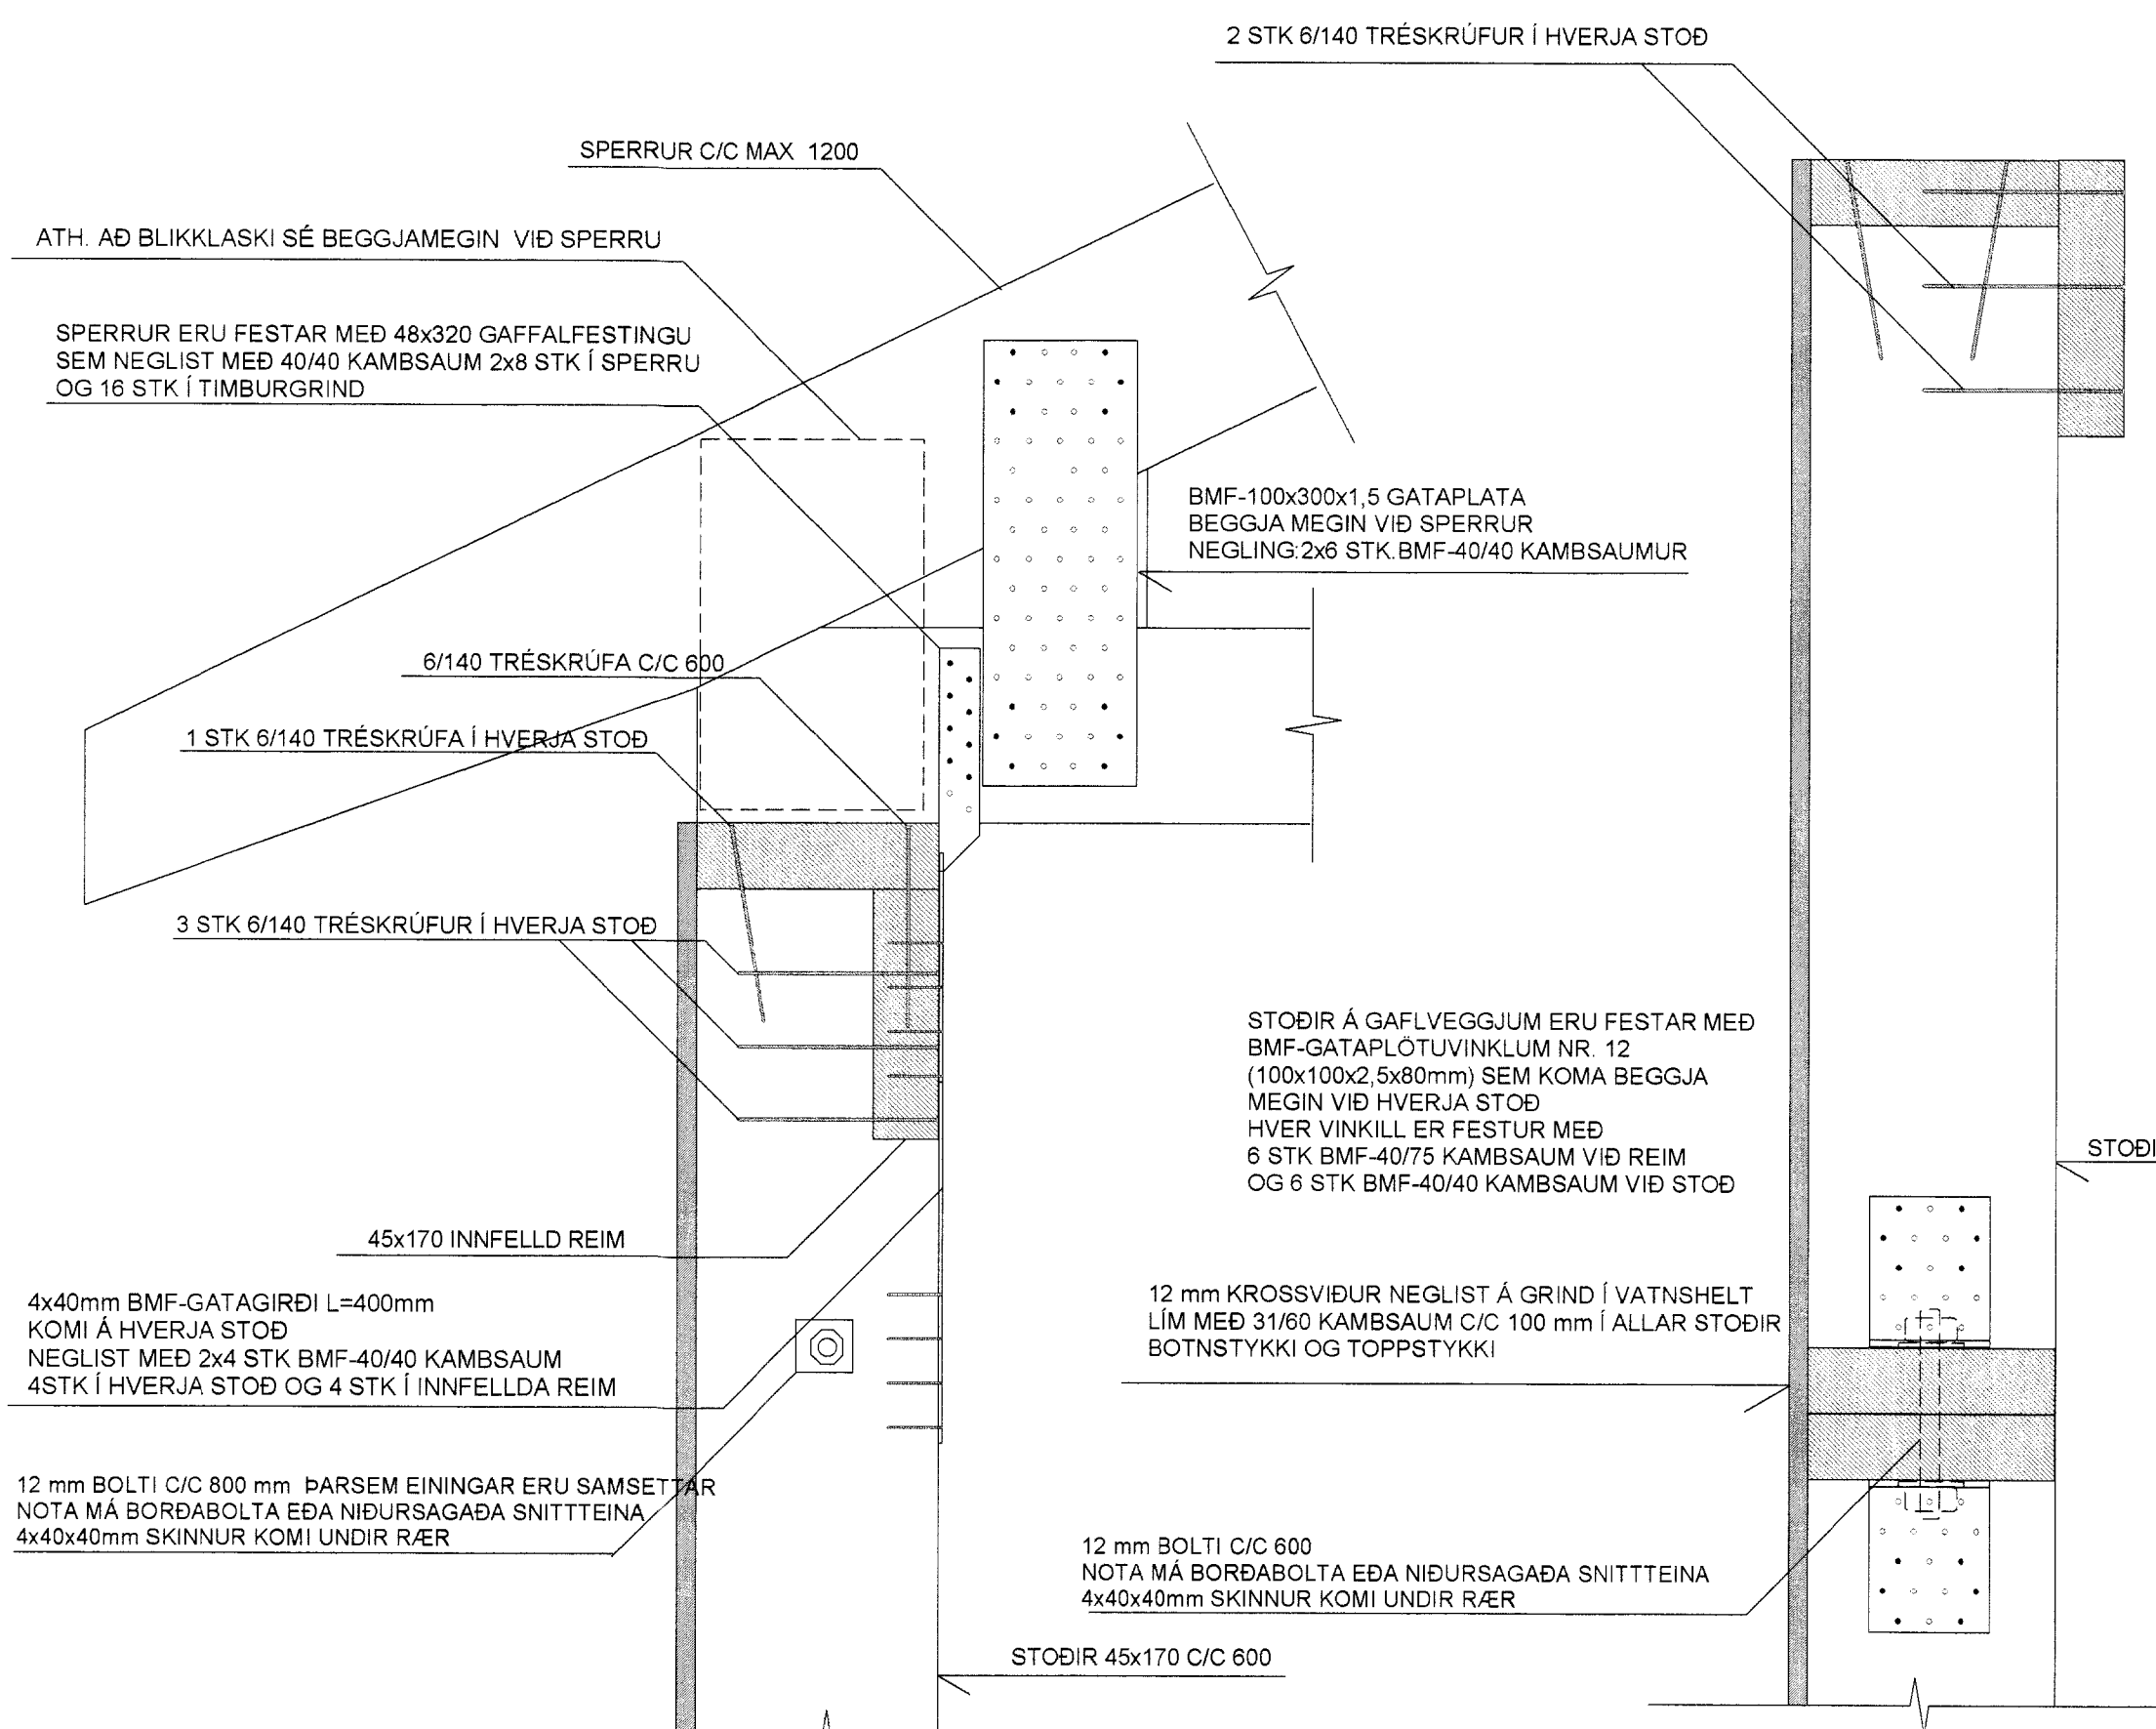 2 STK 6/140 TRÉSKRÚFUR Í HVERJA STOÐ
SPERRUR C/C MAX 1200
ATH. AÐ BLIKKLASKI SÉ BEGGJAMEGIN VIÐ SPERRU
SPERRUR ERU FESTAR MEÐ 48x320 GAFFALFESTINGU
SEM NEGLIST MEÐ 40/40 KAMBSAUM 2x8 STK Í SPERRU
OG 16 STK Í TIMBURGRIND
BMF-100x300x1,5 GATAPLATA
BEGGJA MEGIN VIÐ SPERRUR
NEGLING:2x6 STK.BMF-40/40 KAMBSAUMUR
6/140 TRÉSKRÚFA C/C 600
1 STK 6/140 TRÉSKRÚFA Í HVERJA STOÐ
3 STK 6/140 TRÉSKRÚFUR Í HVERJA STOÐ
STOÐIR Á GAFLVEGGJUM ERU FESTAR MEÐ
BMF-GATAPLÖTUVINKLUM NR. 12
(100x100x2,5x80mm) SEM KOMA BEGGJA
MEGIN VIÐ HVERJA STOÐ
HVER VINKILL ER FESTUR MEÐ
6 STK BMF-40/75 KAMBSAUM VIÐ REIM
OG 6 STK BMF-40/40 KAMBSAUM VIÐ STOÐ
STOÐI
45x170 INNFELLD REIM
4x40mm BMF-GATAGIRÐI L=400mm
KOMI Á HVERJA STOÐ
NEGLIST MEÐ 2x4 STK BMF-40/40 KAMBSAUM
4STK Í HVERJA STOÐ OG 4 STK Í INNFELLDA REIM
12 mm KROSSVIÐUR NEGLIST Á GRIND Í VATNSHELT
LÍM MEÐ 31/60 KAMBSAUM C/C 100 mm Í ALLAR STOÐIR
BOTNSTYKKI OG TOPPSTYKKI
12 mm BOLTI C/C 800 mm ÞARSEM EININGAR ERU SAMSETTAR
NOTA MÁ BORÐABOLTA EÐA NIÐURSAGAÐA SNITTTEINA
4x40x40mm SKINNUR KOMI UNDIR RÆR
12 mm BOLTI C/C 600
NOTA MÁ BORÐABOLTA EÐA NIÐURSAGAÐA SNITTTEINA
4x40x40mm SKINNUR KOMI UNDIR RÆR
STOÐIR 45x170 C/C 600